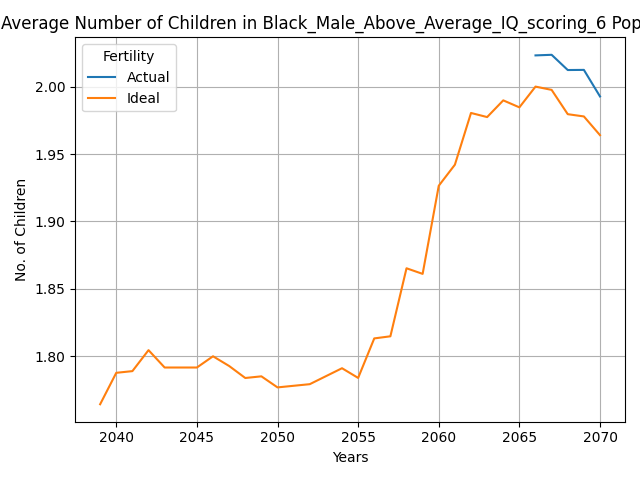 Average Number of Children in Black_Male_Above_Average_IQ_scoring_6 Pop
Fertility
Actual
Ideal
2.00
1.95
1.90
1.85
1.80
No. of Children
2040 2045 2050 2055 2060 2065 2070
Years